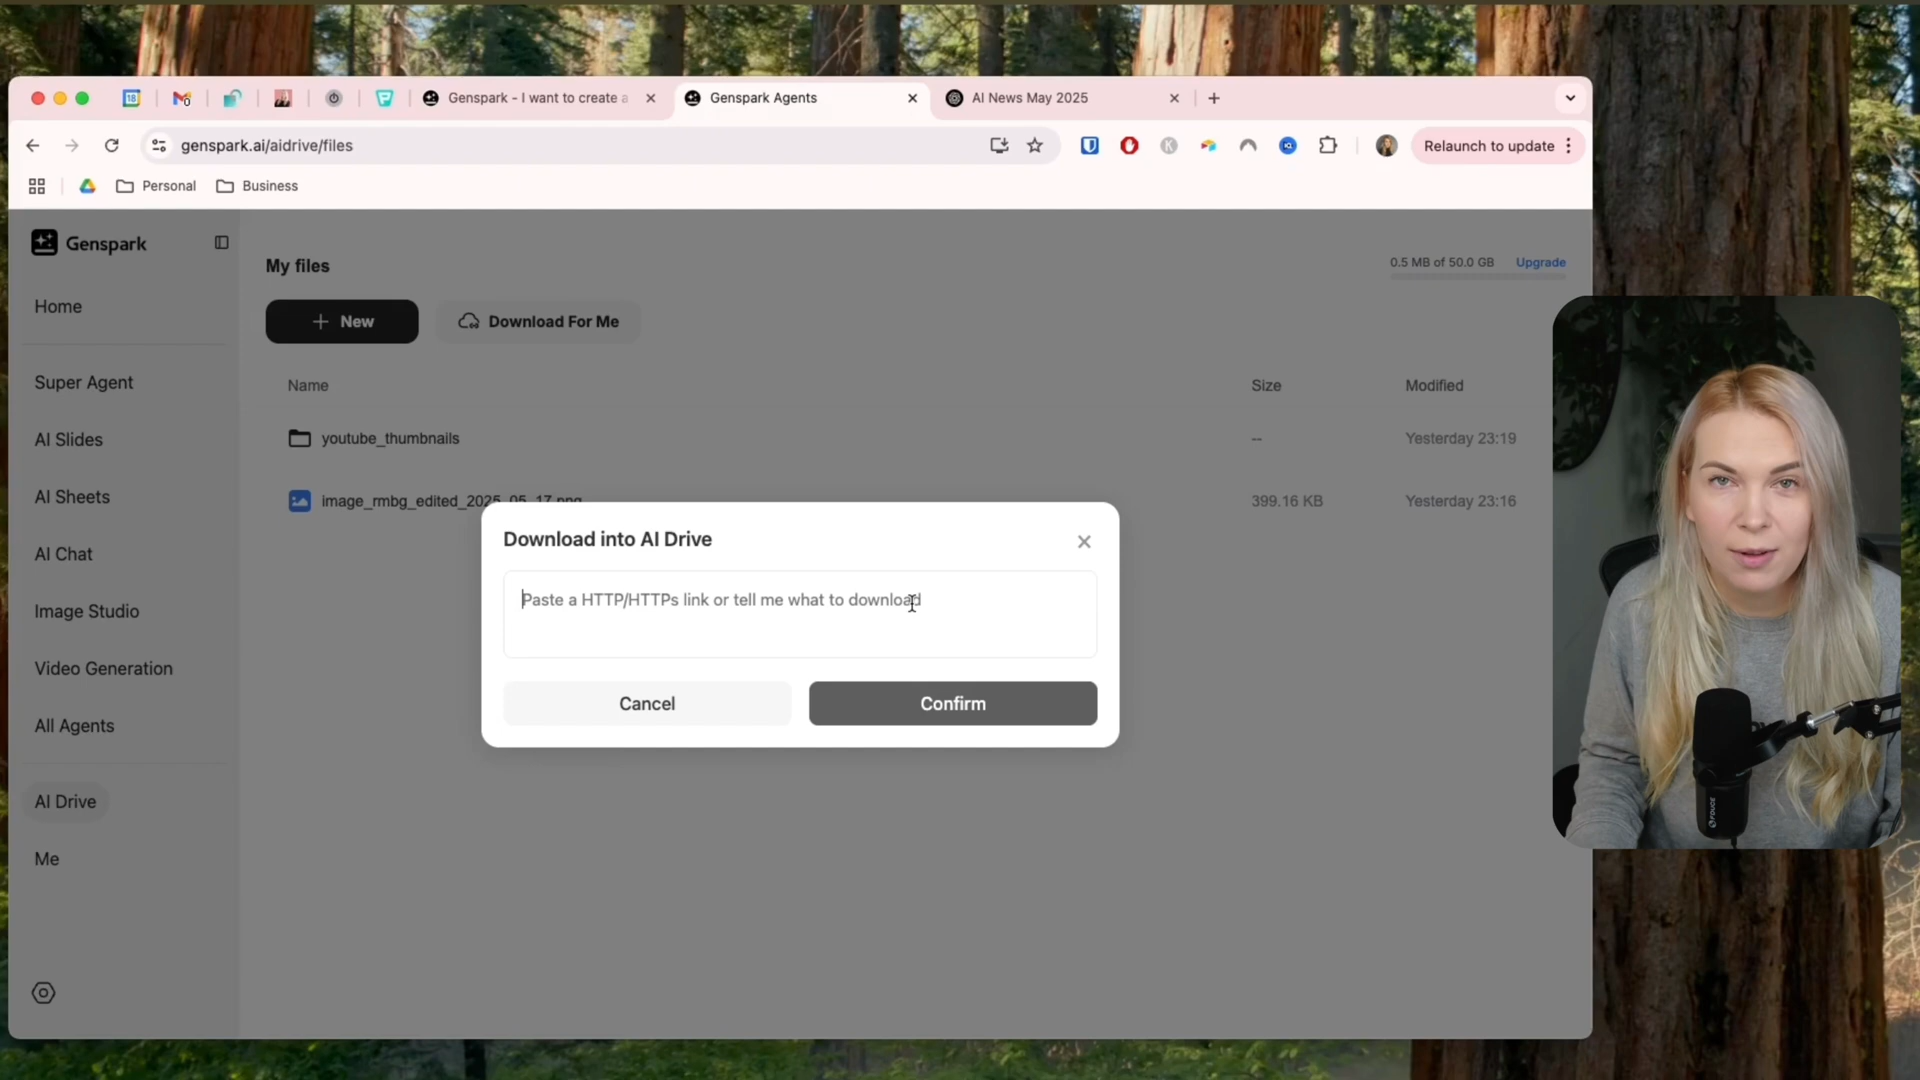 18
0
Genspark - I want to create a
Genspark Agents
AI News May 2025
genspark.ai/aidrive/files
K
Relaunch to update
Personal
Business
Genspark
My files
0.5 MB of 50.0 GB
Upgrade
Home
New
Download For Me
Super Agent
Name
Size
Modified
AI Slides
youtube_thumbnails
--
Yesterday 23:19
AI Sheets
image_rmbg_edited_2025_05_17.png
399.16 KB
Yesterday 23:16
Download into AI Drive
AI Chat
Paste a HTTP/HTTPs link or tell me what to download
Image Studio
Video Generation
Cancel
Confirm
All Agents
AI Drive
Me